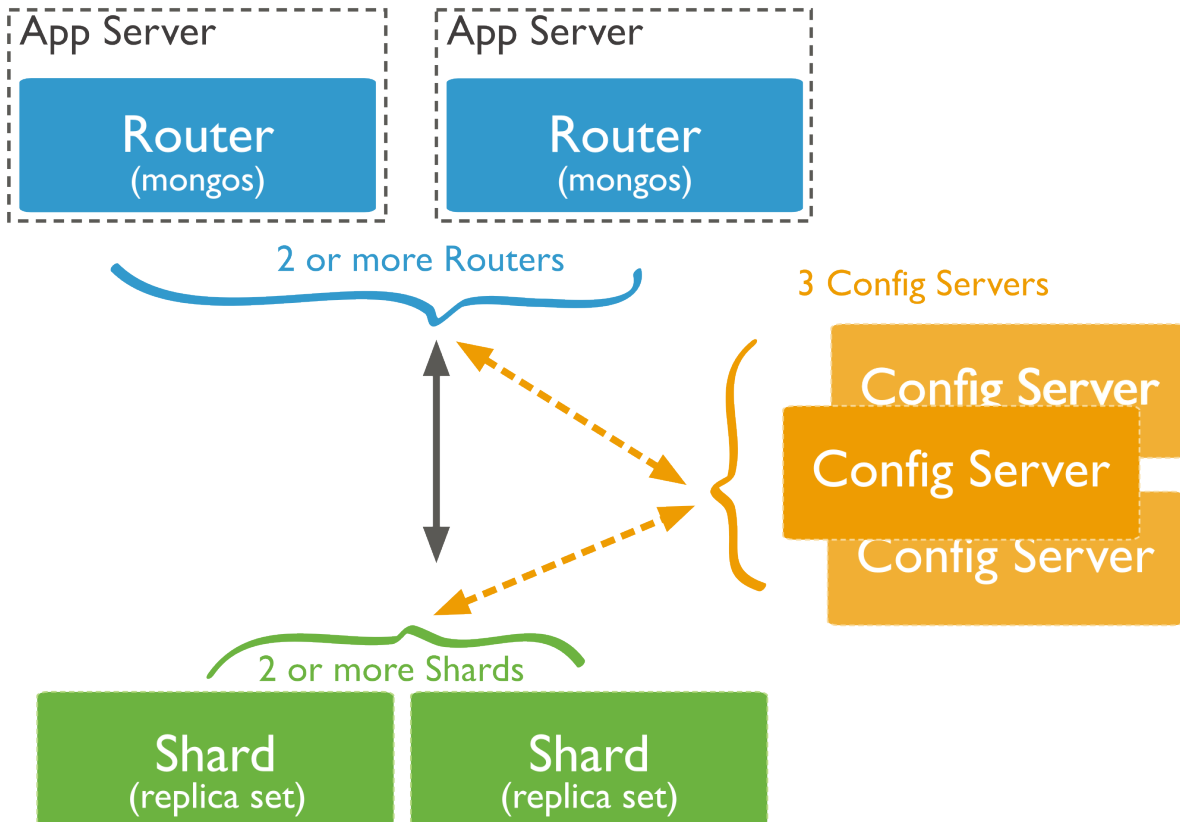 App Server
Router
(mongos)
App Server
Router
(mongos)
2 or more Routers
3 Config Servers
Config Server
Config Server
Config Server
2 or more Shards
Shard
(replica set)
Shard
(replica set)